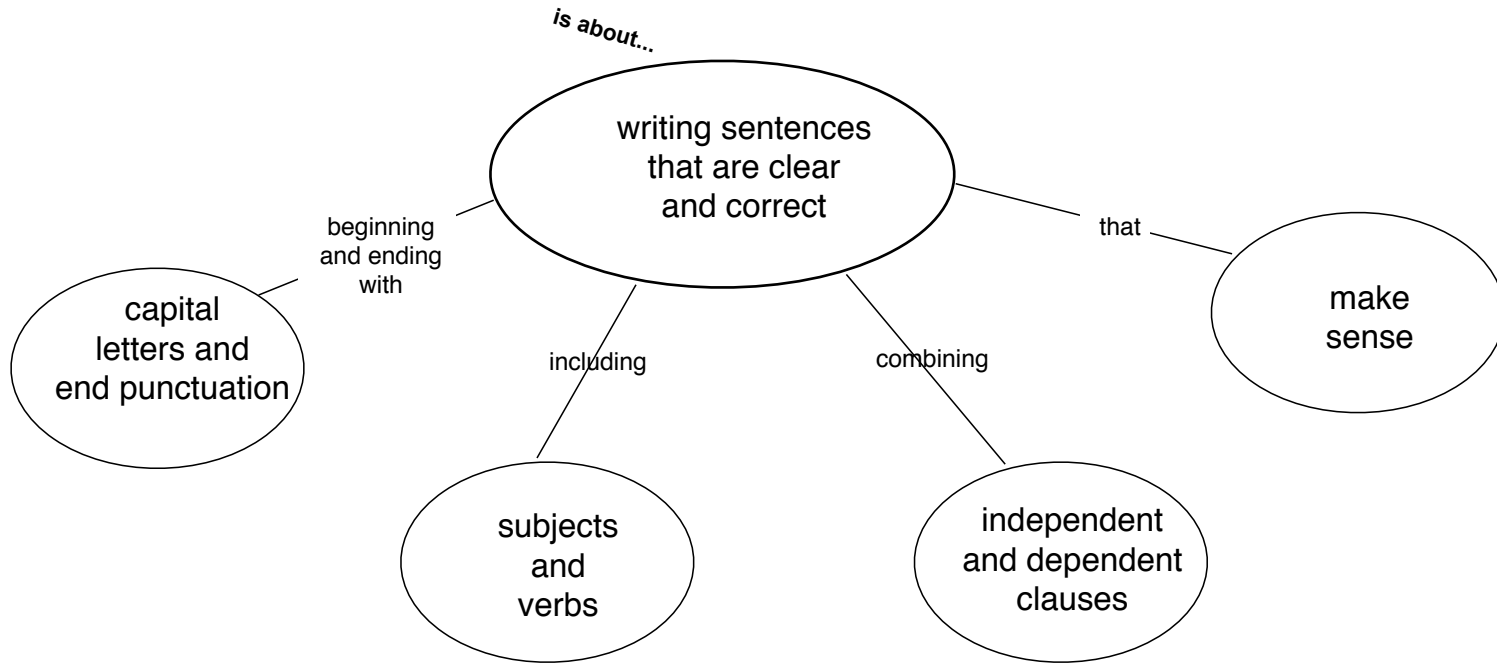 is about...
writing sentences
that are clear
and correct
beginning
and ending
with
that
capital
letters and
end punctuation
make
sense
including
combining
subjects
and
verbs
independent
and dependent
clauses